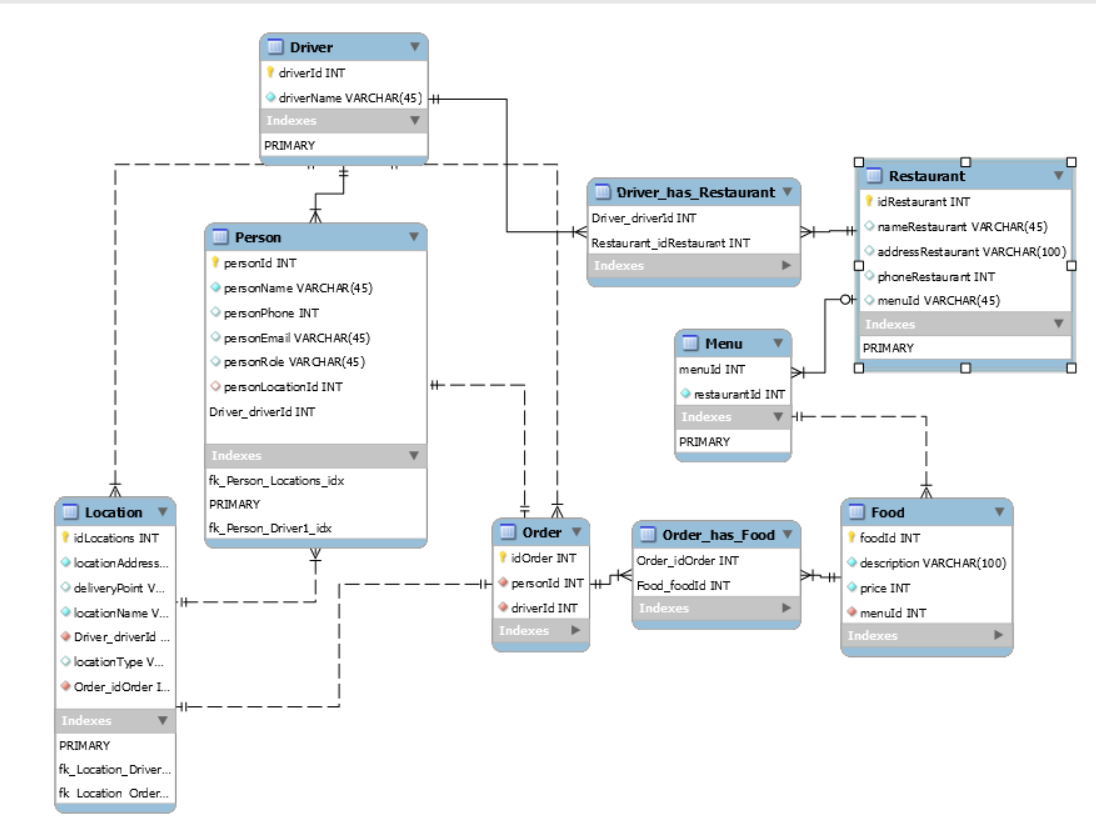 Driver
driverId INT
driverName VARCHAR(45)
Indexes
PRIMARY
Person
personId INT
personName VARCHAR(45)
personPhone INT
personEmail VARCHAR(45)
personRole VARCHAR(45)
personLocationId INT
Driver_driverId INT
Indexes
fk_Person_Locations_idx
PRIMARY
fk_Person_Driver1_idx
Driver_has_Restaurant
Driver_driverId INT
Restaurant_idRestaurant INT
Indexes
Restaurant
idRestaurant INT
nameRestaurant VARCHAR(45)
addressRestaurant VARCHAR(100)
phoneRestaurant INT
menuId VARCHAR(45)
Indexes
PRIMARY
Menu
menuId INT
restaurantId INT
Indexes
PRIMARY
Location
idLocations INT
locationAddress...
deliveryPoint V...
locationName V...
Driver_driverId ...
locationType V...
Order_idOrder I...
Indexes
PRIMARY
fk_Location_Driver...
fk_Location_Order...
Order
idOrder INT
personId INT
driverId INT
Indexes
Order_has_Food
Order_idOrder INT
Food_foodId INT
Indexes
Food
foodId INT
description VARCHAR(100)
price INT
menuId INT
Indexes